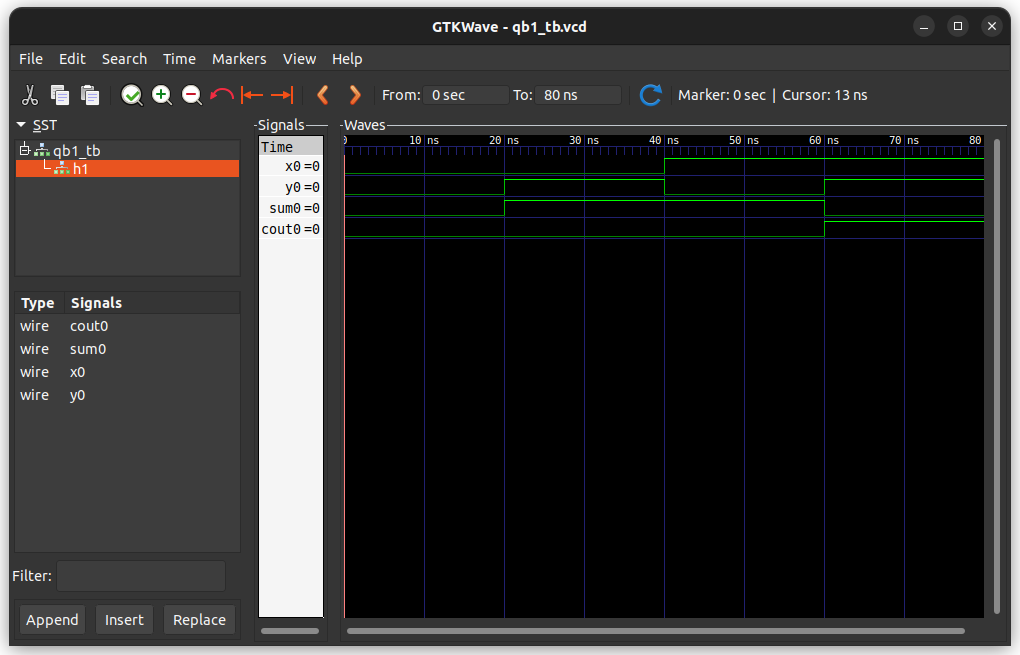 GTKWave - qb1_tb.vcd
File Edit Search Time Markers View Help
From: 0 sec To: 80 ns Marker: 0 sec | Cursor: 13 ns
SST
qb1_tb
h1
Type Signals
wire cout0
wire sum0
wire x0
wire y0
Filter:
Append Insert Replace
Signals
Time
x0 =0
y0 =0
sum0 =0
cout0 =0
Waves
0 10 ns 20 ns 30 ns 40 ns 50 ns 60 ns 70 ns 80